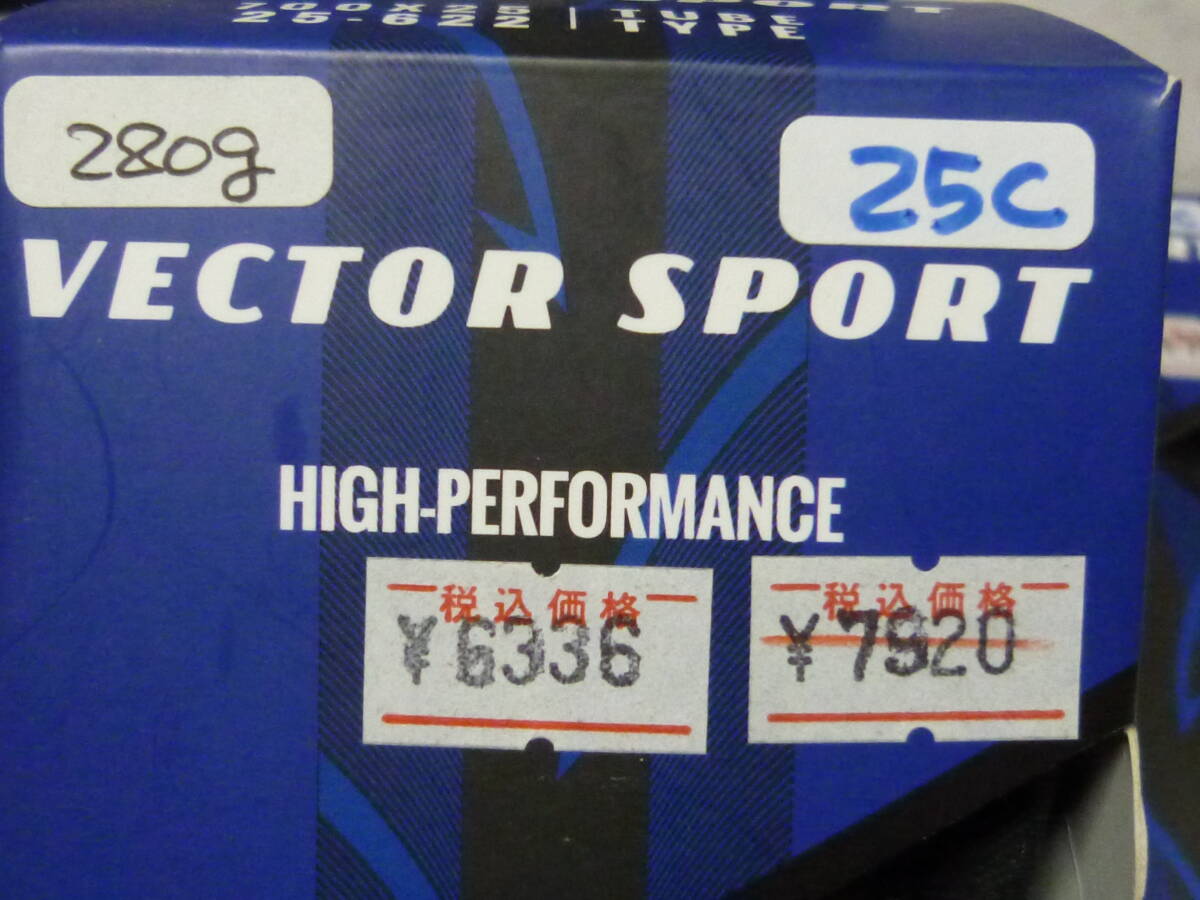 700X25
SPORT
25-622 | TUBE
TYPE
280g
25C
VECTOR SPORT
HIGH-PERFORMANCE
税込価格
¥6336
税込価格
¥7920